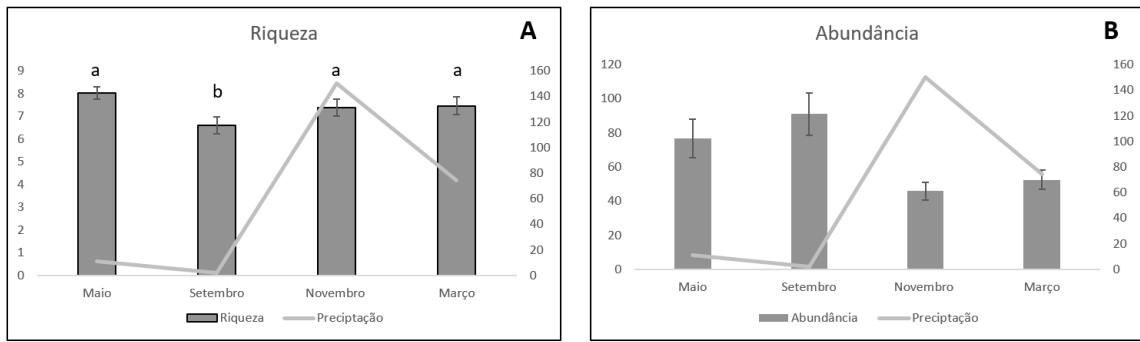 Riqueza
A
9
8
7
6
5
4
3
2
1
0
a
b
a
a
160
140
120
100
80
60
40
20
0
Maio Setembro Novembro Março
Riqueza Preciptação
Abundância
B
120
100
80
60
40
20
0
160
140
120
100
80
60
40
20
0
Maio Setembro Novembro Março
Abundância Preciptação